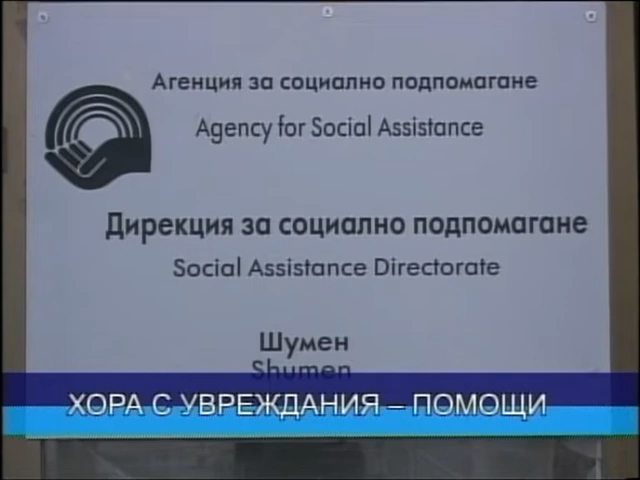 Агенция за социално подпомагане
Agency for Social Assistance
Дирекция за социално подпомагане
Social Assistance Directorate
Шумен
Shumen
ХОРА С УВРЕЖДАНИЯ – ПОМОЩИ